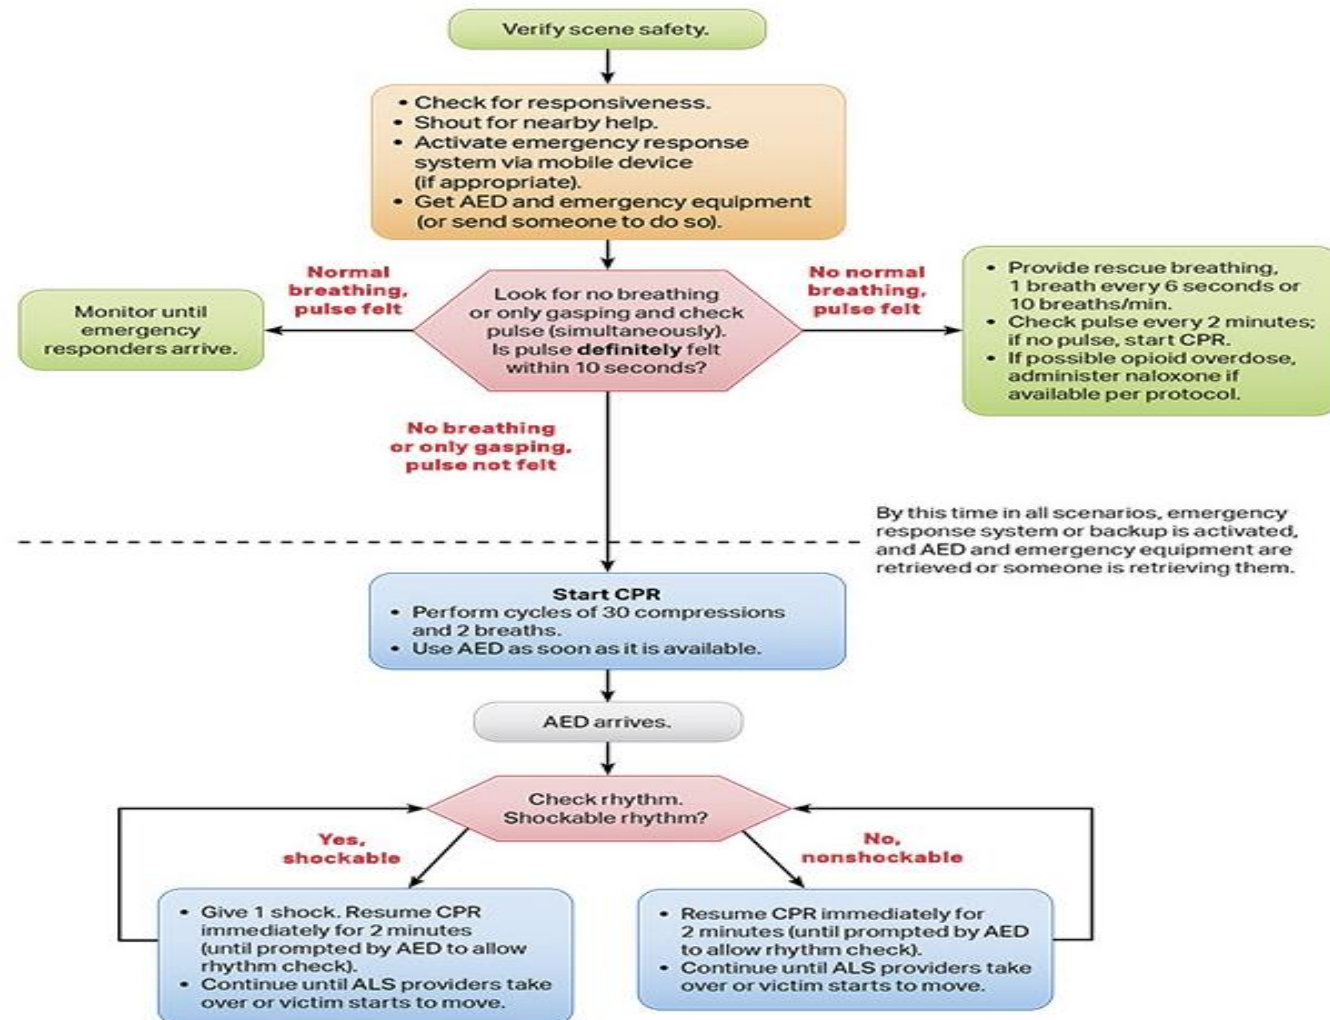 Verify scene safety.
• Check for responsiveness.
• Shout for nearby help.
• Activate emergency response
system via mobile device
(if appropriate).
• Get AED and emergency equipment
(or send someone to do so).
Normal
breathing,
pulse felt
Monitor until
emergency
responders arrive.
Look for no breathing
or only gasping and check
pulse (simultaneously).
Is pulse definitely felt
within 10 seconds?
No normal
breathing,
pulse felt
• Provide rescue breathing,
1 breath every 6 seconds or
10 breaths/min.
• Check pulse every 2 minutes;
if no pulse, start CPR.
• If possible opioid overdose,
administer naloxone if
available per protocol.
No breathing
or only gasping,
pulse not felt
By this time in all scenarios, emergency
response system or backup is activated,
and AED and emergency equipment are
retrieved or someone is retrieving them.
Start CPR
• Perform cycles of 30 compressions
and 2 breaths.
• Use AED as soon as it is available.
AED arrives.
Check rhythm.
Shockable rhythm?
Yes,
shockable
No,
nonshockable
• Give 1 shock. Resume CPR
immediately for 2 minutes
(until prompted by AED to allow
rhythm check).
• Continue until ALS providers take
over or victim starts to move.
• Resume CPR immediately for
2 minutes (until prompted by AED
to allow rhythm check).
• Continue until ALS providers take
over or victim starts to move.